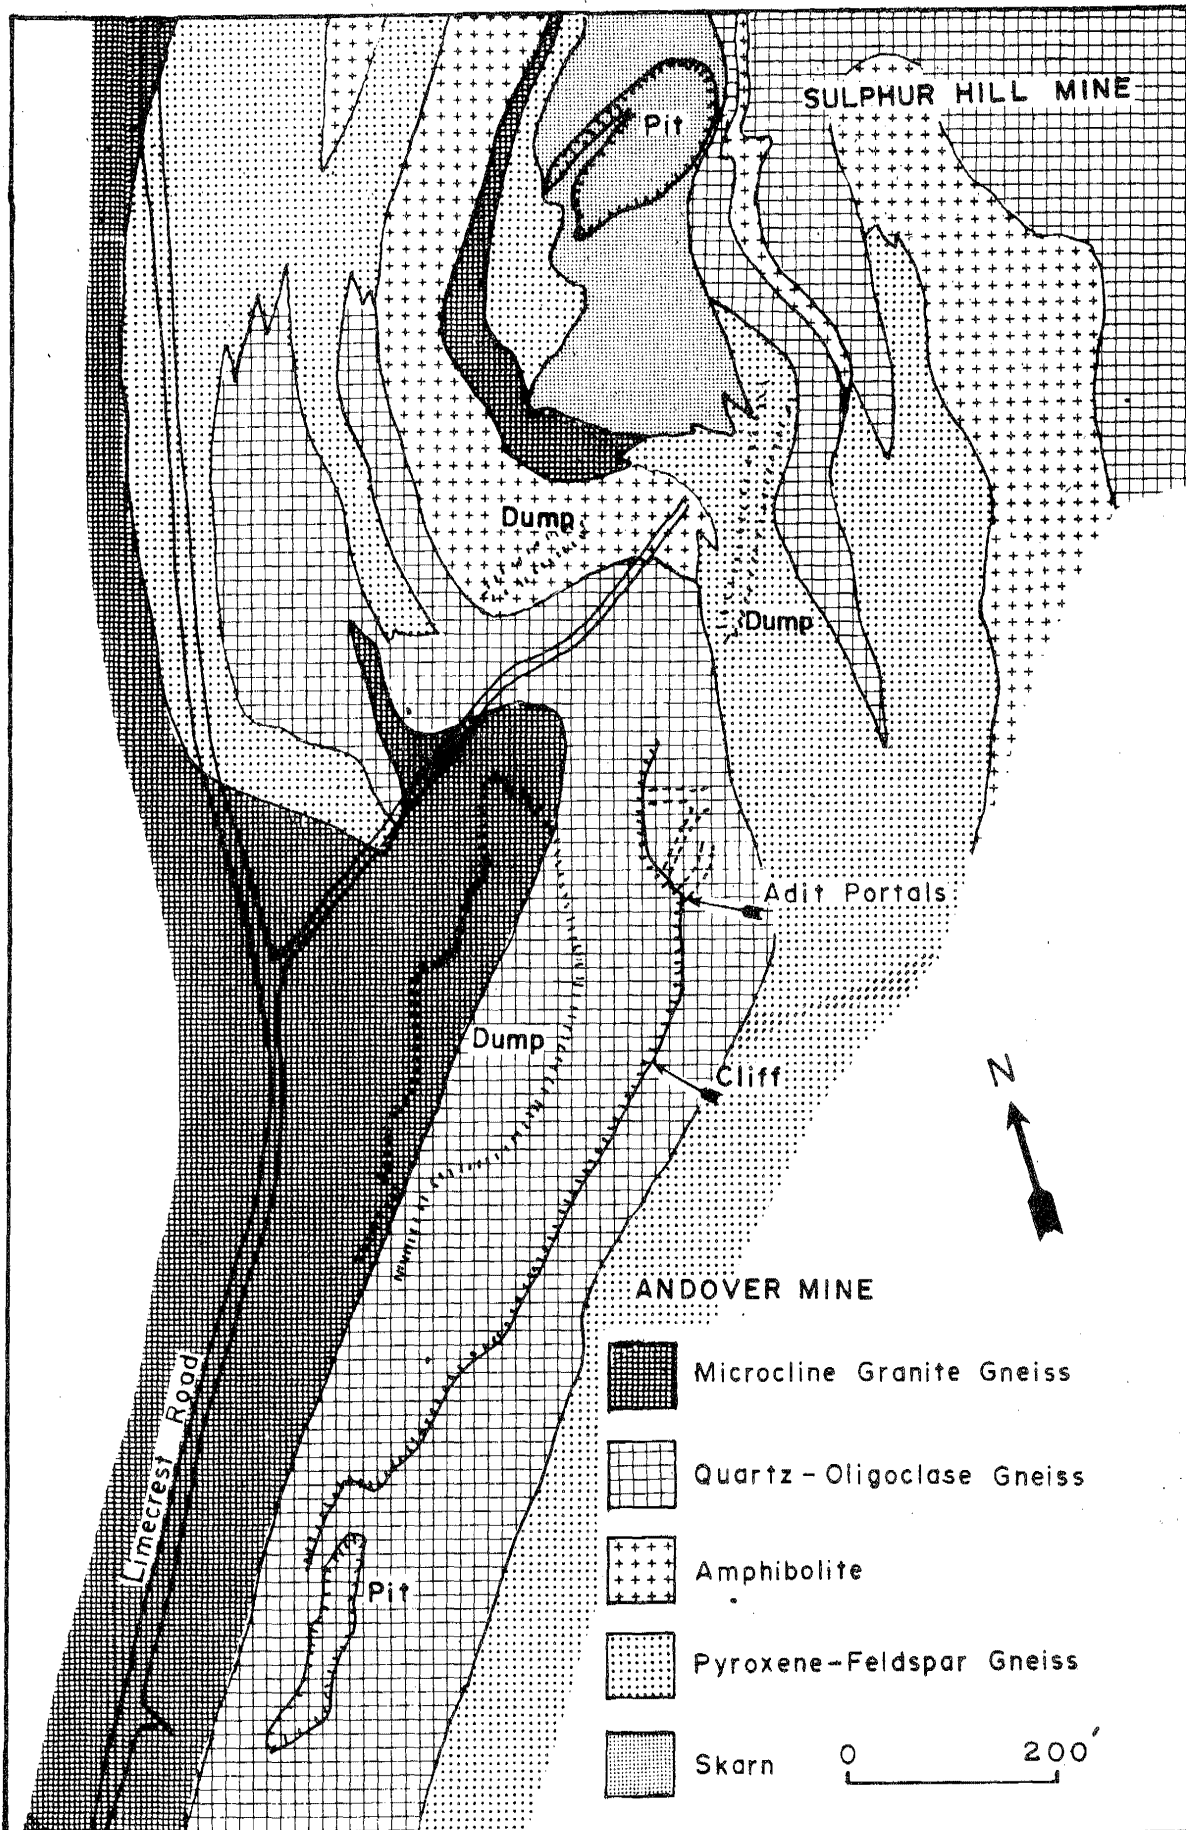 SULPHUR HILL MINE
Pit
Dump
Dump
Adit Portals
Dump
Cliff
N
ANDOVER MINE
Microcline Granite Gneiss
Limecrest Road
Quartz-Oligoclase Gneiss
Amphibolite
Pit
Pyroxene-Feldspar Gneiss
Skarn
0 200'